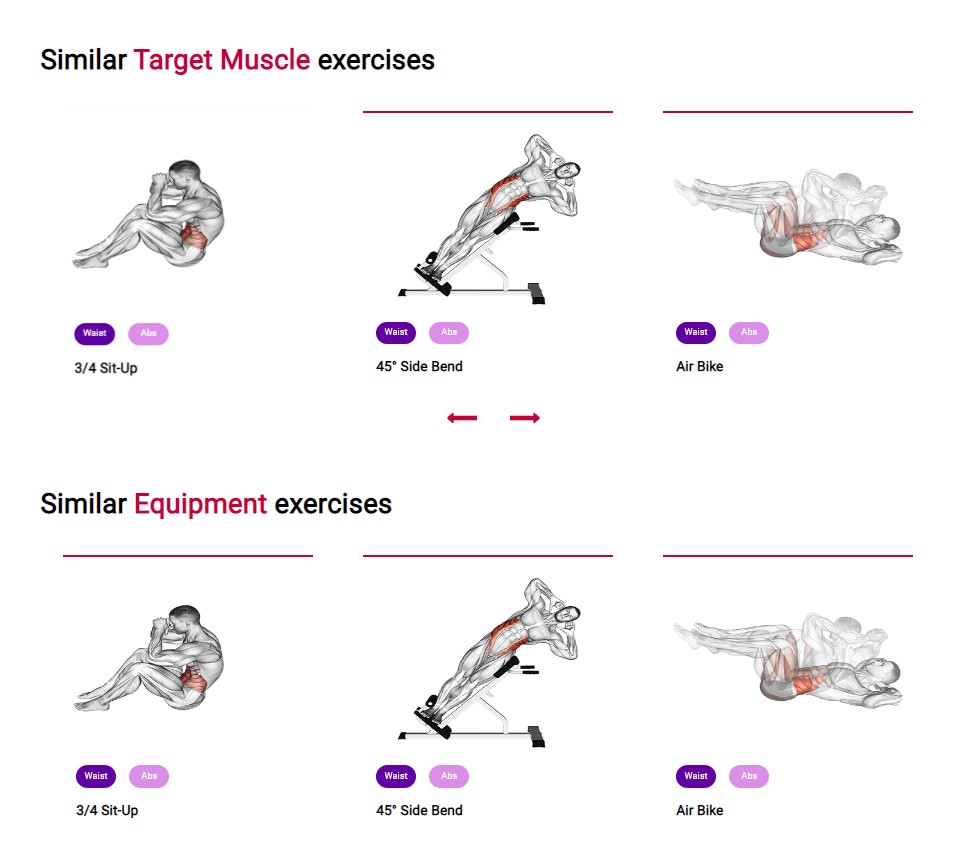 Similar Target Muscle exercises
Waist Abs
3/4 Sit-Up
Waist Abs
45° Side Bend
Waist Abs
Air Bike
Similar Equipment exercises
Waist Abs
3/4 Sit-Up
Waist Abs
45° Side Bend
Waist Abs
Air Bike